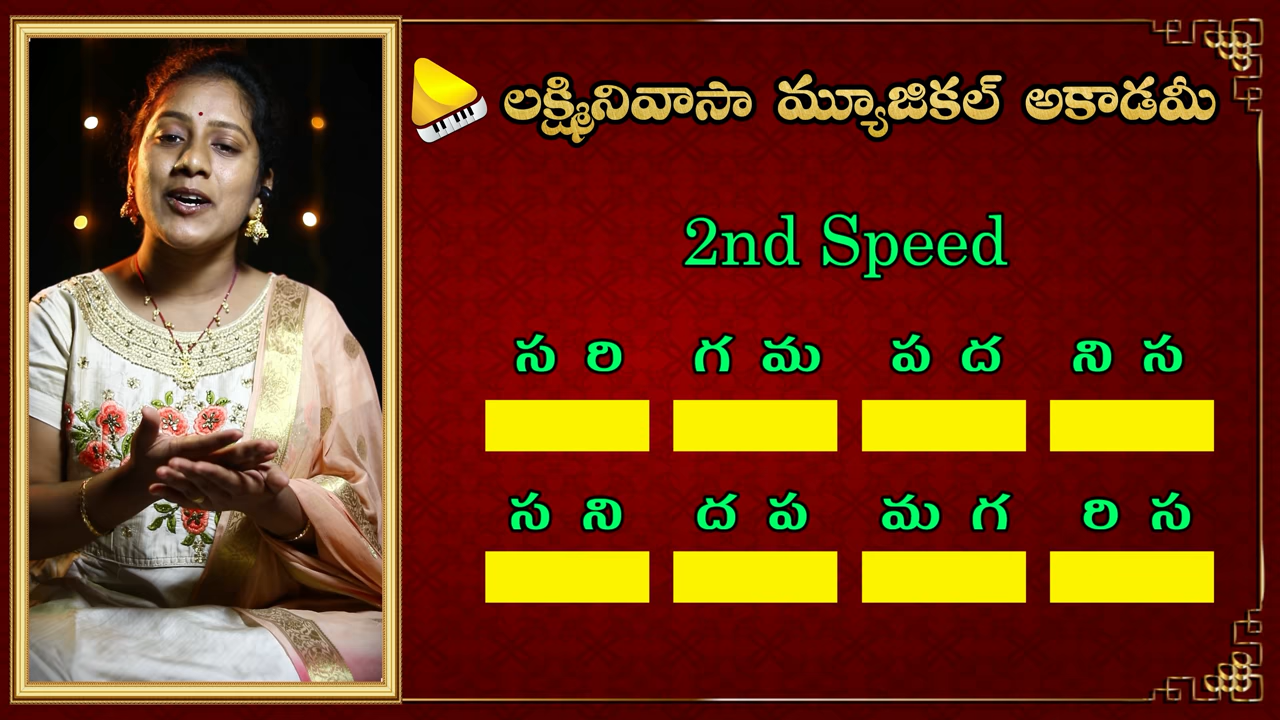 లక్ష్మినివాసా మ్యూజికల్ అకాడమీ
2nd Speed
స రి గ మ ప ద ని స
స ని ద ప మ గ రి స